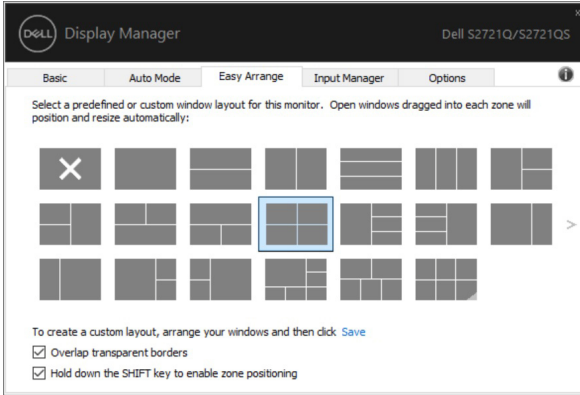 DELL Display Manager
Dell S2721Q/S2721QS
Basic Auto Mode Easy Arrange Input Manager Options
Select a predefined or custom window layout for this monitor. Open windows dragged into each zone will
position and resize automatically:
To create a custom layout, arrange your windows and then click Save
Overlap transparent borders
Hold down the SHIFT key to enable zone positioning